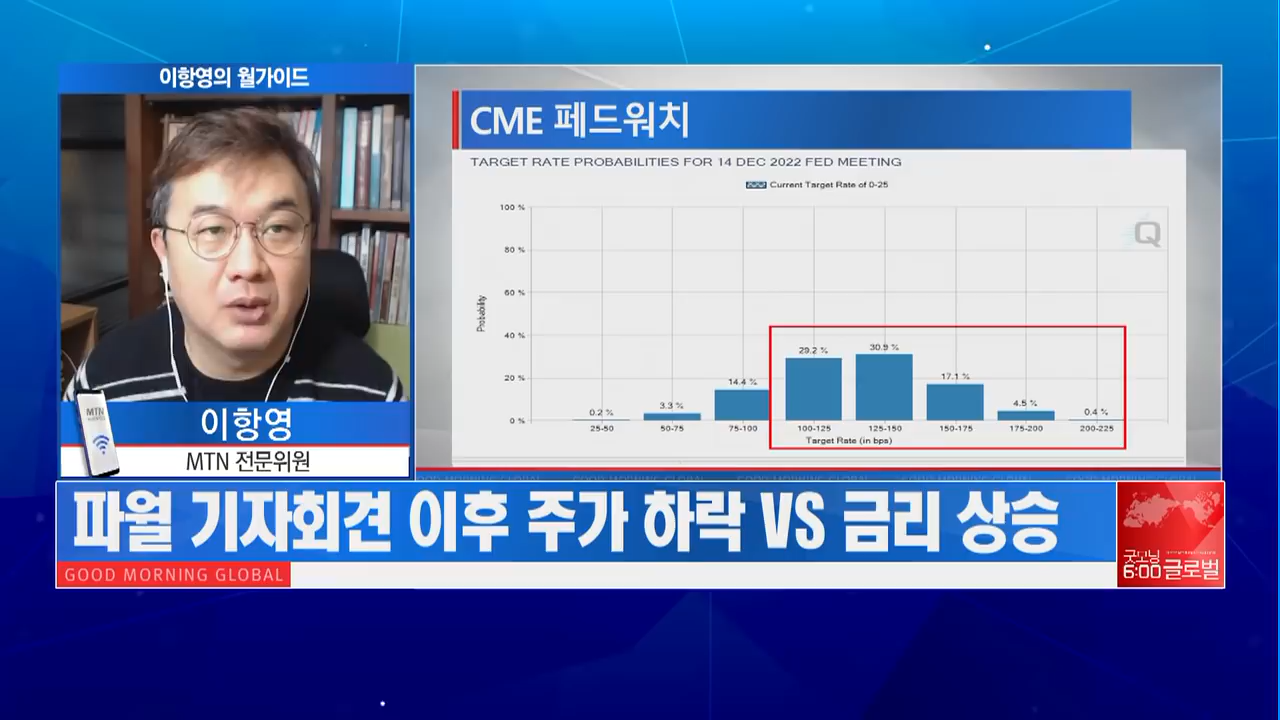 이항영의 월가이드
CME 페드워치
TARGET RATE PROBABILITIES FOR 14 DEC 2022 FED MEETING
Current Target Rate of 0-25
Probability
100 %
80 %
60 %
40 %
20 %
0 %
0.2 %
3.3 %
14.4 %
29.2 %
30.9 %
17.1 %
4.5 %
0.4 %
25-50
50-75
75-100
100-125
125-150
150-175
175-200
200-225
Target Rate (in bps)
Q
MTN
이항영
MTN 전문위원
파월 기자회견 이후 주가 하락 VS 금리 상승
GOOD MORNING GLOBAL
굿모닝
6:00 글로벌